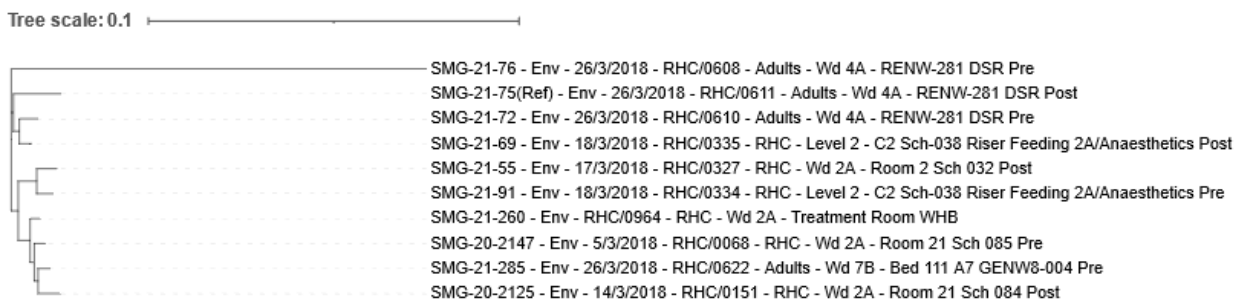 Tree scale: 0.1
SMG-21-76 - Env - 26/3/2018 - RHC/0608 - Adults - Wd 4A - RENW-281 DSR Pre
SMG-21-75(Ref) - Env - 26/3/2018 - RHC/0611 - Adults - Wd 4A - RENW-281 DSR Post
SMG-21-72 - Env - 26/3/2018 - RHC/0610 - Adults - Wd 4A - RENW-281 DSR Pre
SMG-21-69 - Env - 18/3/2018 - RHC/0335 - RHC - Level 2 - C2 Sch-038 Riser Feeding 2A/Anaesthetics Post
SMG-21-55 - Env - 17/3/2018 - RHC/0327 - RHC - Wd 2A - Room 2 Sch 032 Post
SMG-21-91 - Env - 18/3/2018 - RHC/0334 - RHC - Level 2 - C2 Sch-038 Riser Feeding 2A/Anaesthetics Pre
SMG-21-260 - Env - RHC/0964 - RHC - Wd 2A - Treatment Room WHB
SMG-20-2147 - Env - 5/3/2018 - RHC/0068 - RHC - Wd 2A - Room 21 Sch 085 Pre
SMG-21-285 - Env - 26/3/2018 - RHC/0622 - Adults - Wd 7B - Bed 111 A7 GENW8-004 Pre
SMG-20-2125 - Env - 14/3/2018 - RHC/0151 - RHC - Wd 2A - Room 21 Sch 084 Post